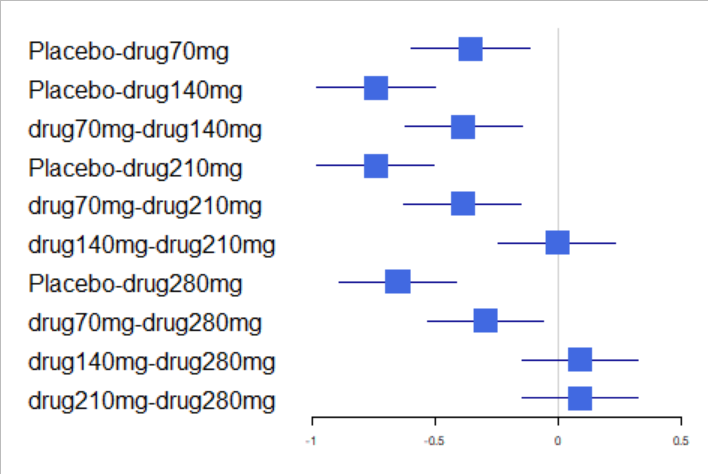 Placebo-drug70mg
Placebo-drug140mg
drug70mg-drug140mg
Placebo-drug210mg
drug70mg-drug210mg
drug140mg-drug210mg
Placebo-drug280mg
drug70mg-drug280mg
drug140mg-drug280mg
drug210mg-drug280mg
-1 -0.5 0 0.5